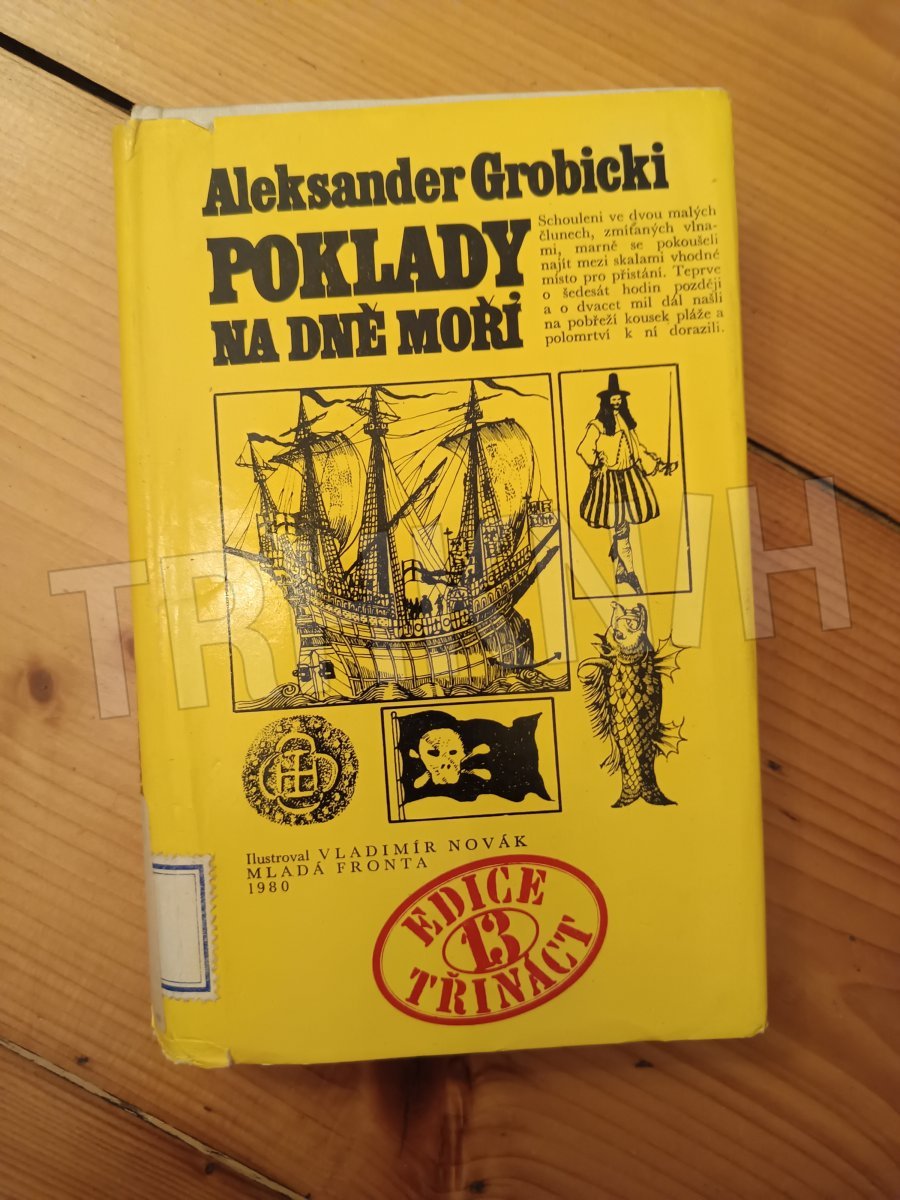 Aleksander Grobicki
POKLADY
NA DNĚ MOŘÍ
Schouleni ve dvou malých
člunech, zmítaných vlna-
mi, marně se pokoušeli
najít mezi skalami vhodné
místo pro přistání. Teprve
o šedesát hodin později
a o dvacet mil dál našli
na pobřeží kousek pláže a
polomrtví k ní dorazili.
Ilustroval VLADIMÍR NOVÁK
MLADÁ FRONTA
1980
EDICE
13
TŘINÁCT